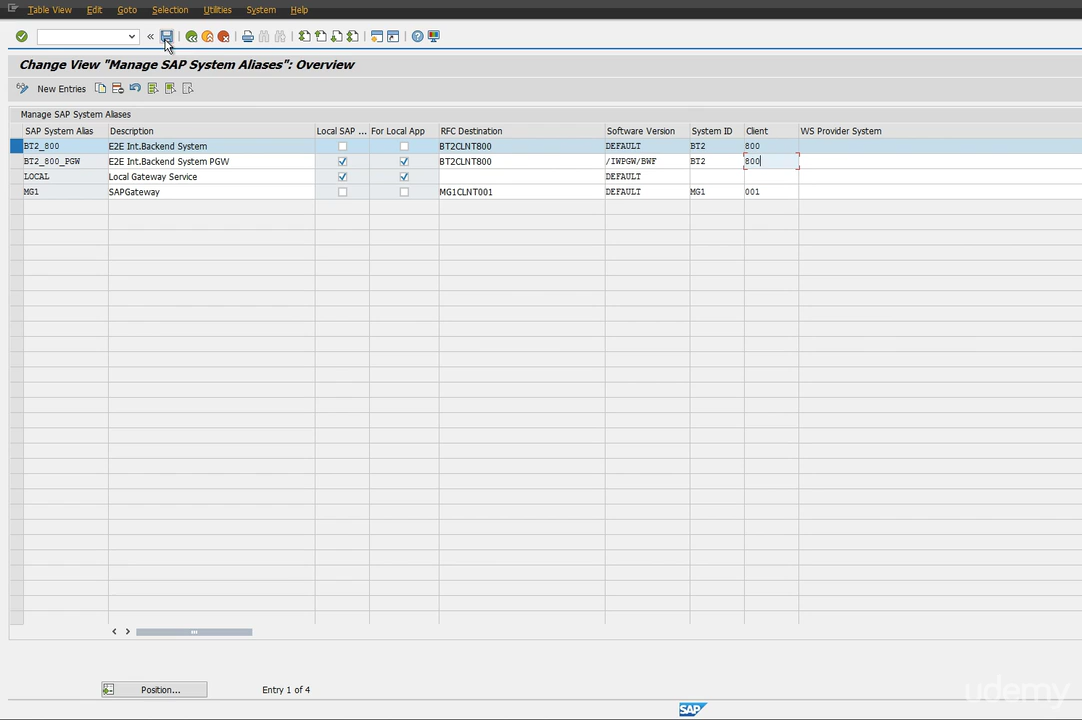 Table View Edit Goto Selection Utilities System Help
Change View "Manage SAP System Aliases": Overview
New Entries
Manage SAP System Aliases
SAP System Alias Description Local SAP ... For Local App RFC Destination Software Version System ID Client WS Provider System
BT2_800 E2E Int.Backend System BT2CLNT800 DEFAULT BT2 800
BT2_800_PGW E2E Int.Backend System PGW BT2CLNT800 /IWPGW/BWF BT2 800
LOCAL Local Gateway Service DEFAULT
MG1 SAPGateway MG1CLNT001 DEFAULT MG1 001
Position... Entry 1 of 4
udemy
SAP